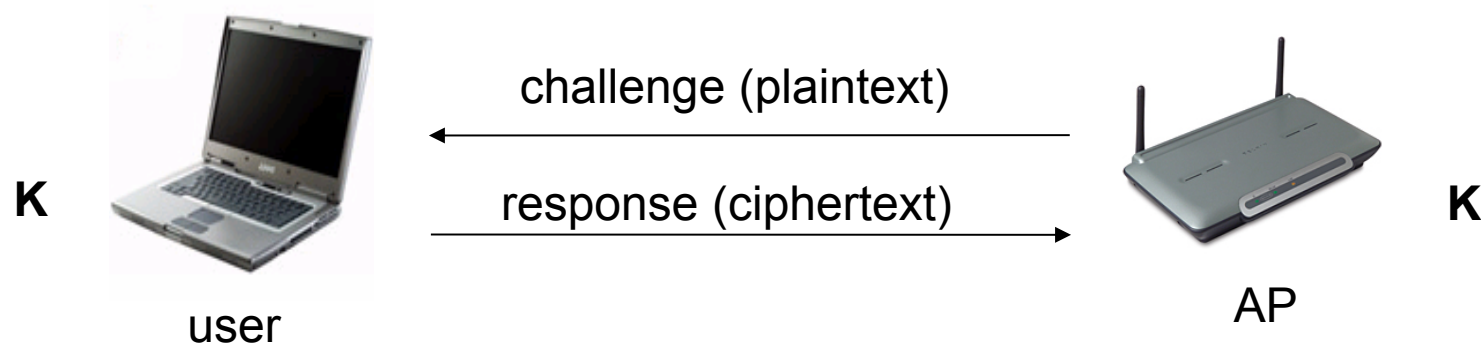 challenge (plaintext)
K
response (ciphertext)
K
user
AP